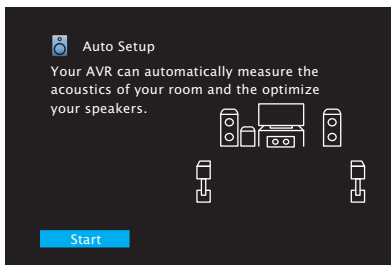 Auto Setup
Your AVR can automatically measure the
acoustics of your room and the optimize
your speakers.
Start